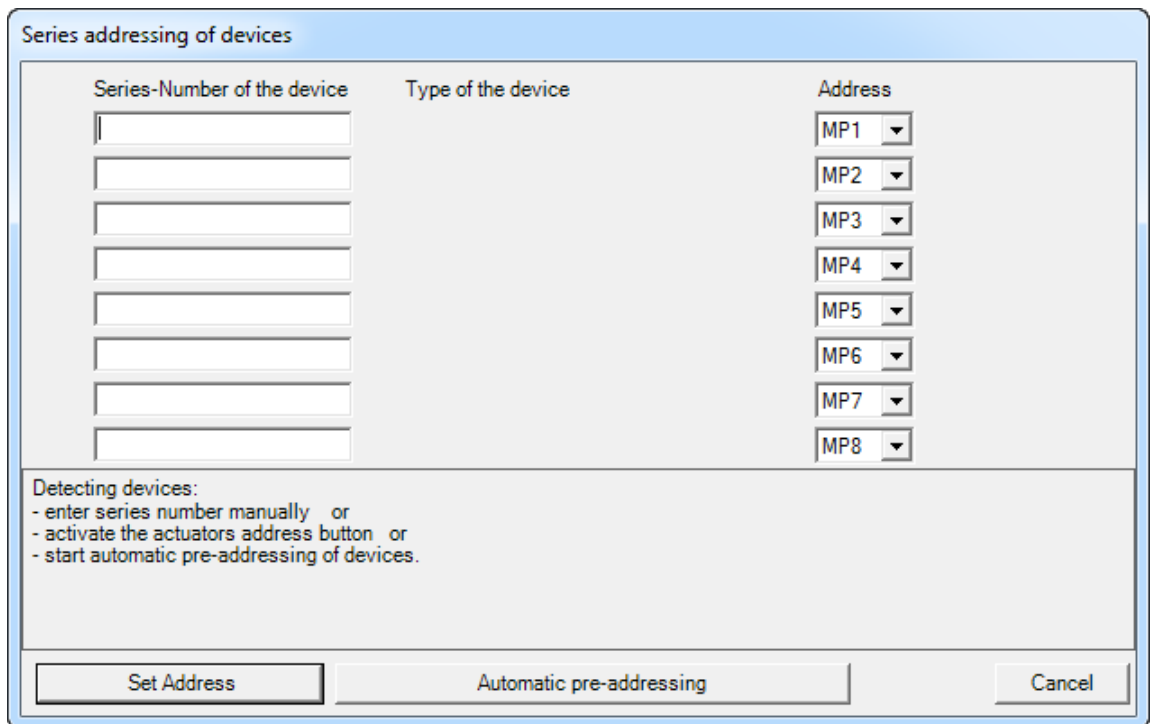 Series addressing of devices
Series-Number of the device Type of the device Address
MP1
MP2
MP3
MP4
MP5
MP6
MP7
MP8
Detecting devices:
- enter series number manually or
- activate the actuators address button or
- start automatic pre-addressing of devices.
Set Address Automatic pre-addressing Cancel